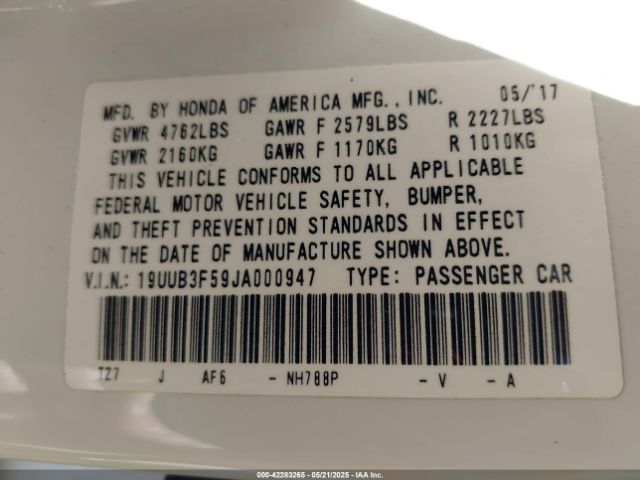 MFD. BY HONDA OF AMERICA MFG., INC. 05/'17
GVWR 4762LBS GAWR F 2579LBS R 2227LBS
GVWR 2160KG GAWR F 1170KG R 1010KG
THIS VEHICLE CONFORMS TO ALL APPLICABLE
FEDERAL MOTOR VEHICLE SAFETY, BUMPER,
AND THEFT PREVENTION STANDARDS IN EFFECT
ON THE DATE OF MANUFACTURE SHOWN ABOVE.
V.I.N.: 19UUB3F59JA000947 TYPE: PASSENGER CAR
TZ7 J AF6 - NH788P - V - A
000-42283265 - 05/21/2025 - IAA Inc.